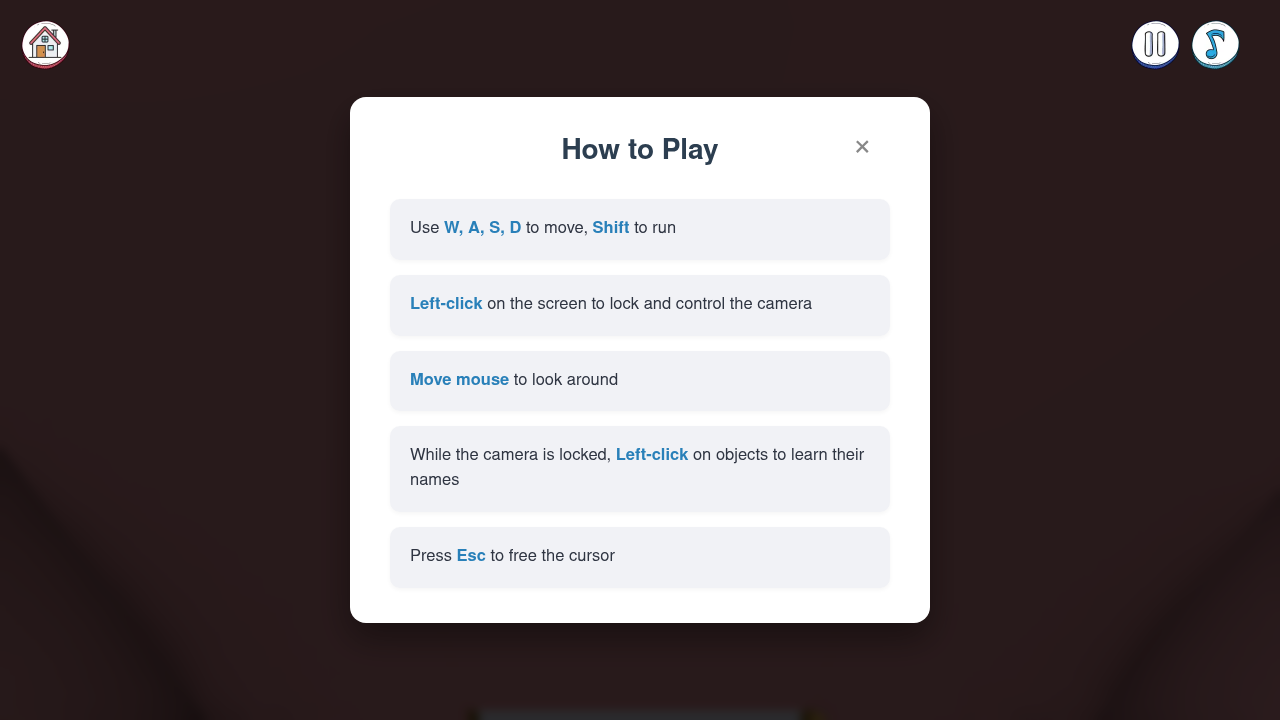 How to Play
×
Use W, A, S, D to move, Shift to run
Left-click on the screen to lock and control the camera
Move mouse to look around
While the camera is locked, Left-click on objects to learn their
names
Press Esc to free the cursor